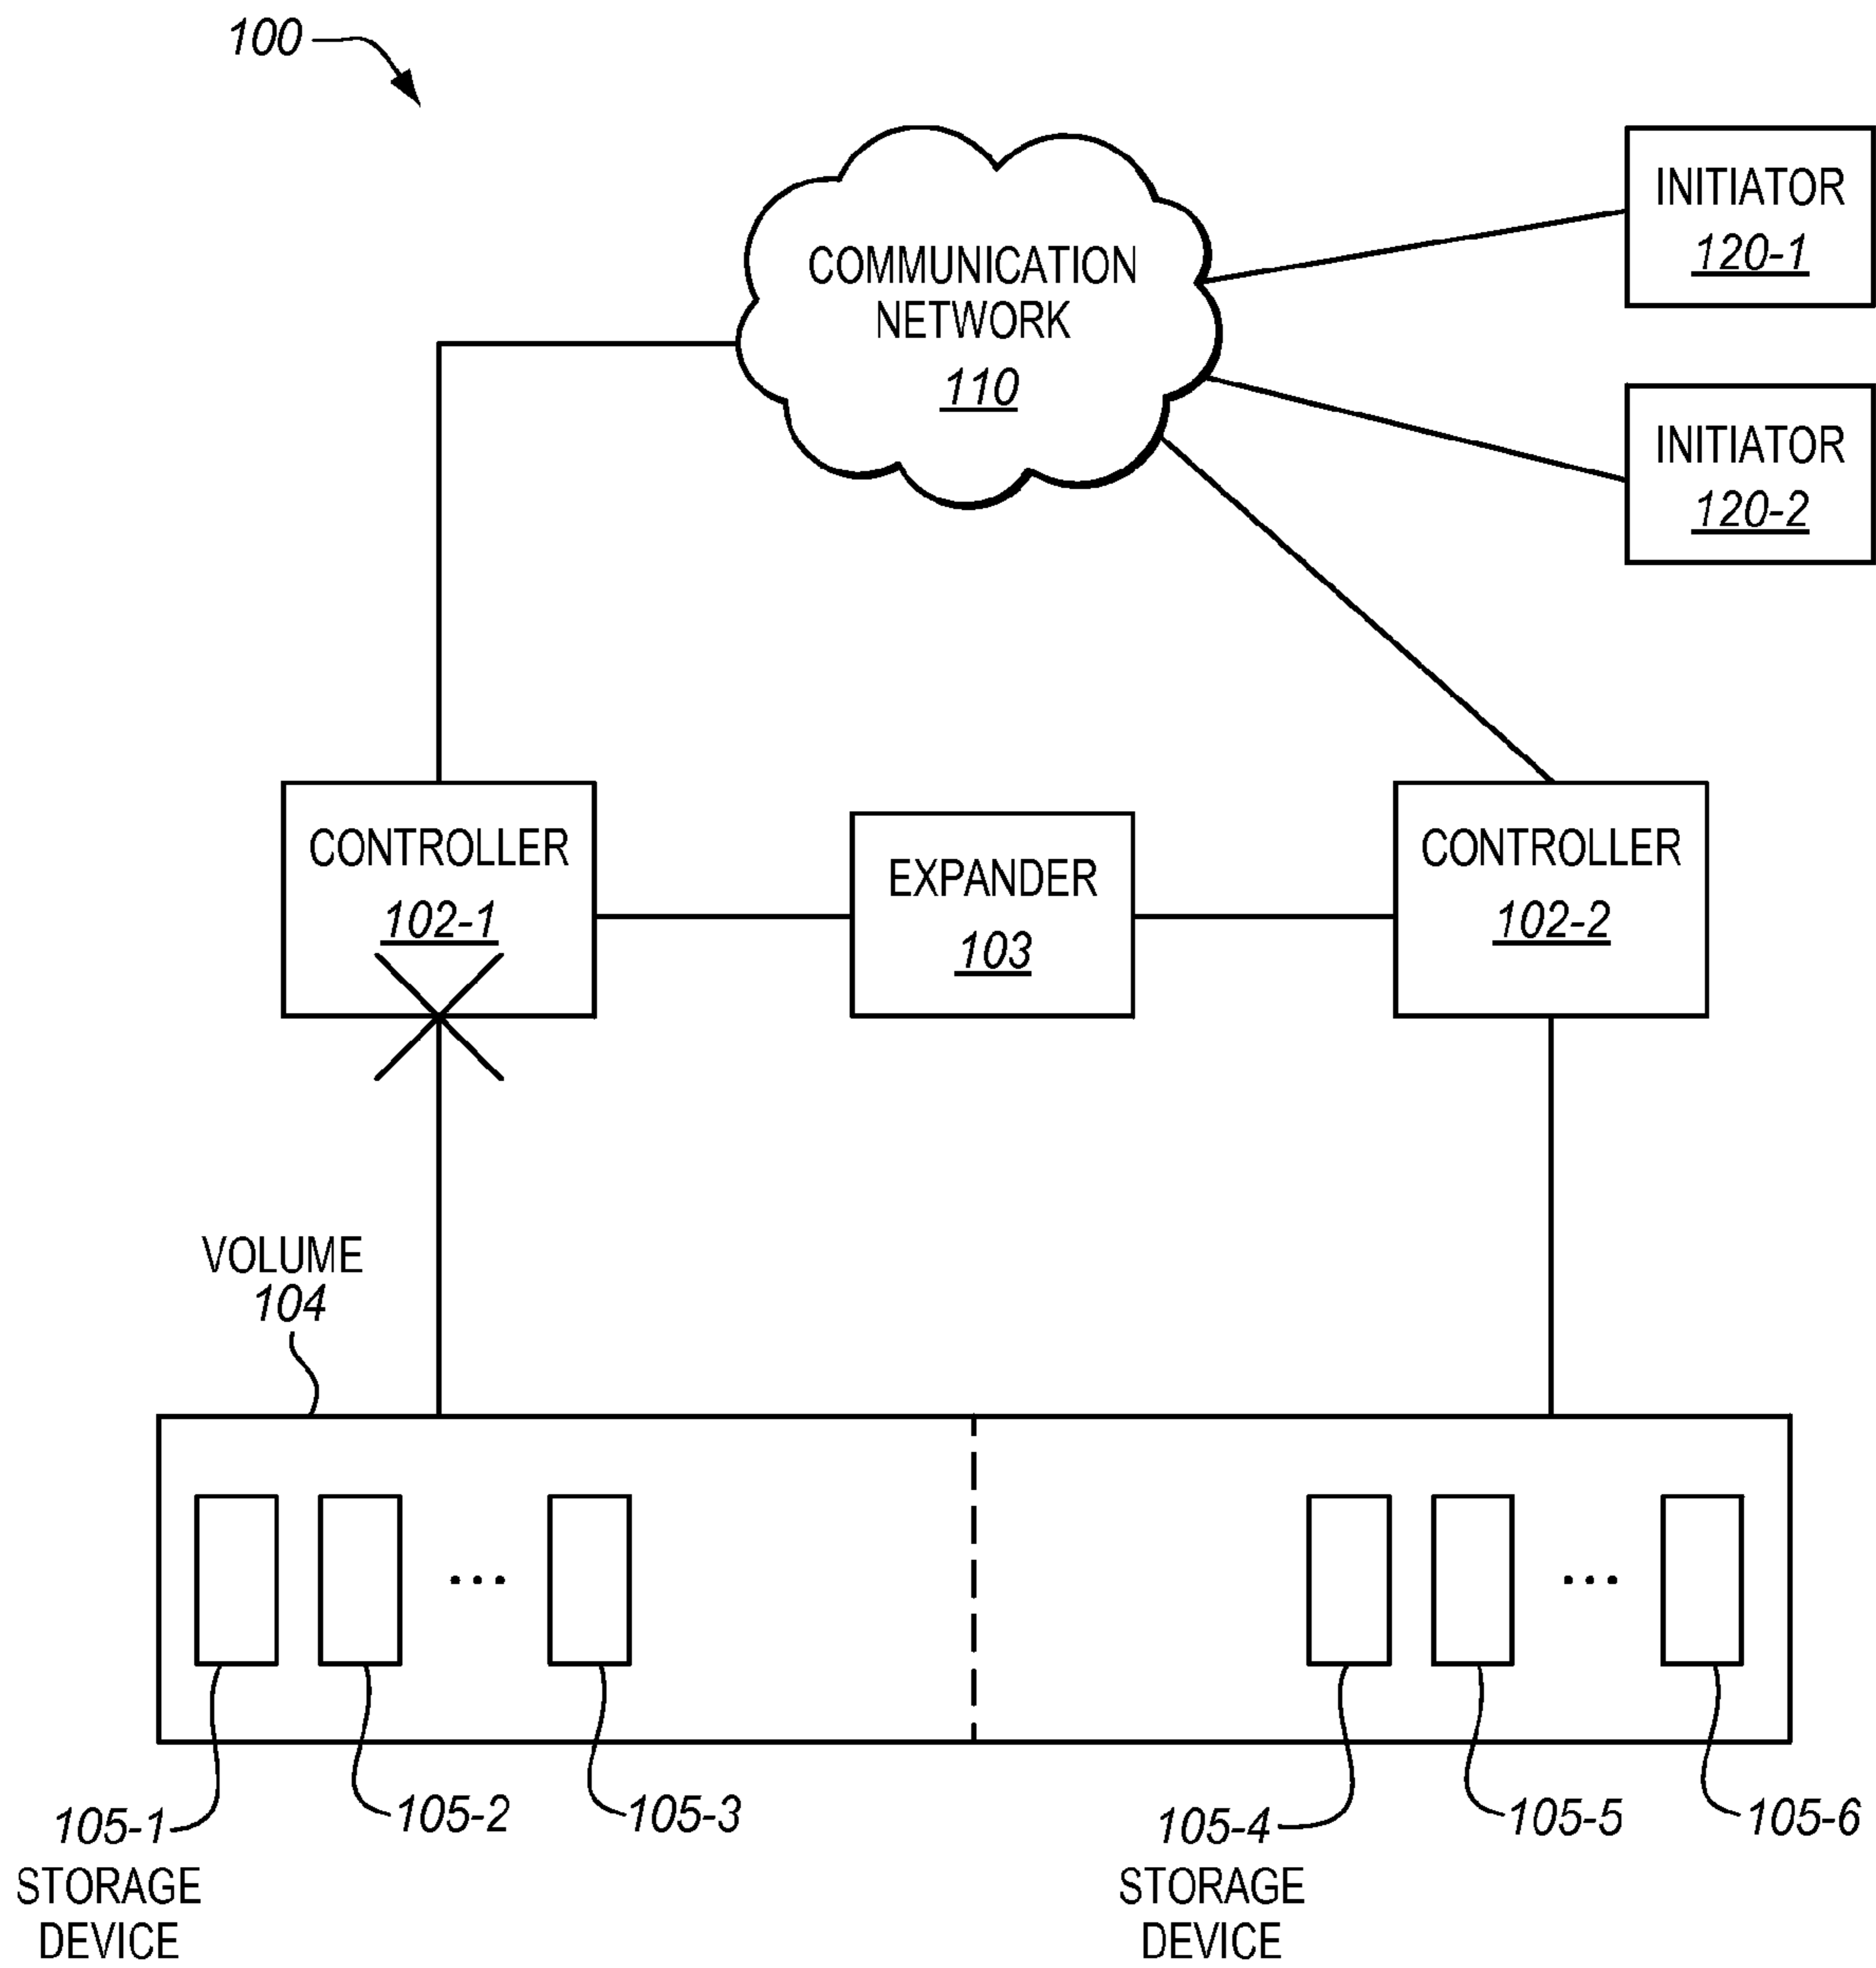 100
COMMUNICATION
NETWORK
110
INITIATOR
120-1
INITIATOR
120-2
CONTROLLER
102-1
EXPANDER
103
CONTROLLER
102-2
VOLUME
104
...
...
105-1
STORAGE
DEVICE
105-2
105-3
105-4
STORAGE
DEVICE
105-5
105-6